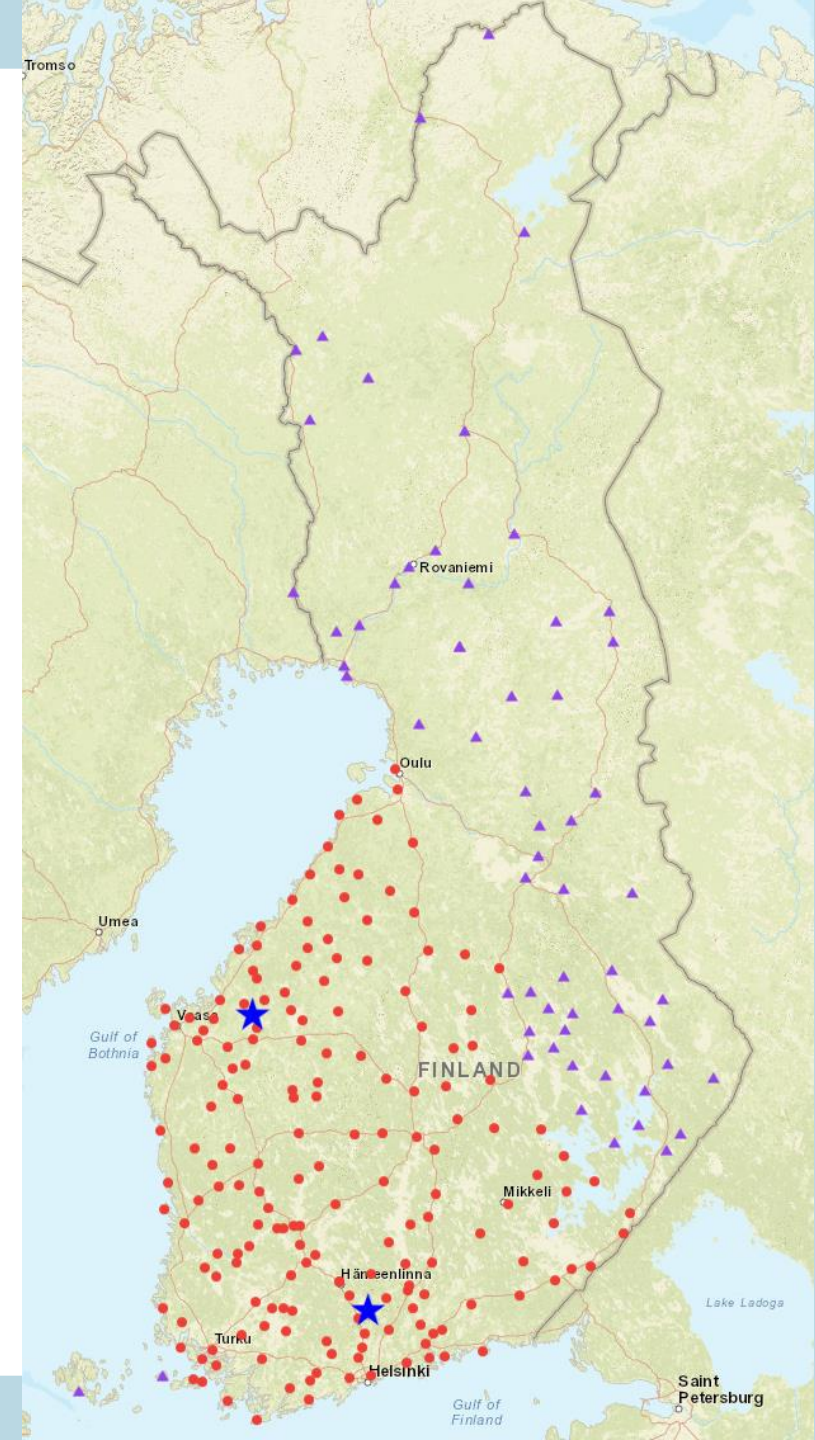 Tromso
Rovaniemi
Oulu
Umea
Vaasa
Gulf of
Bothnia
FINLAND
Mikkeli
Hämeenlinna
Lake Ladoga
Turku
Helsinki
Saint
Petersburg
Gulf of
Finland